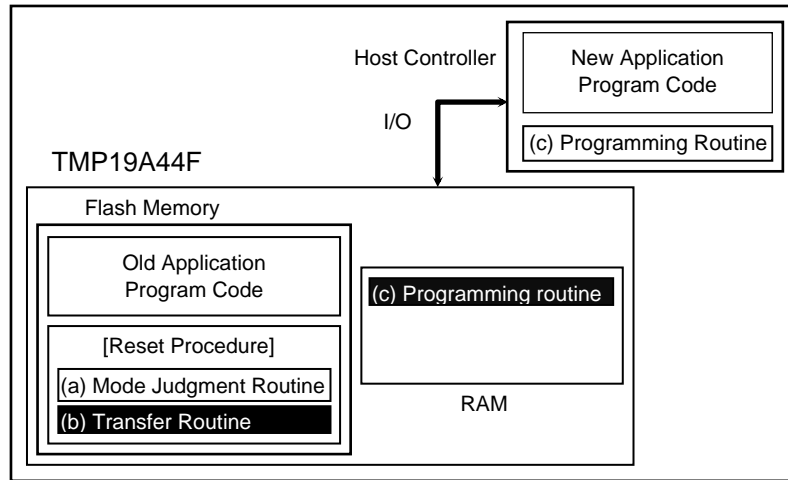 Host Controller
New Application
Program Code
(c) Programming Routine
I/O
TMP19A44F
Flash Memory
Old Application
Program Code
[Reset Procedure]
(a) Mode Judgment Routine
(b) Transfer Routine
(c) Programming routine
RAM